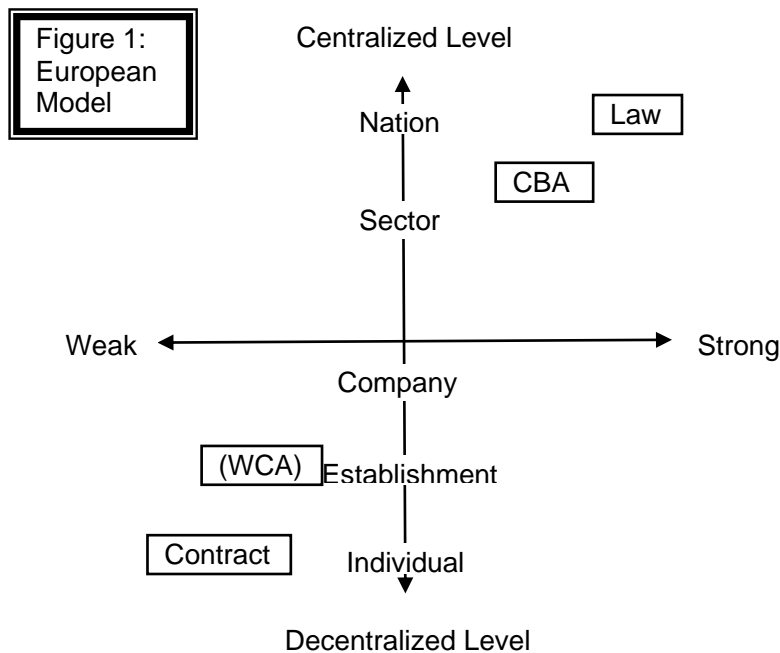 Figure 1:
European
Model
Centralized Level
Nation
Law
CBA
Sector
Weak
Strong
Company
(WCA)
Establishment
Contract
Individual
Decentralized Level